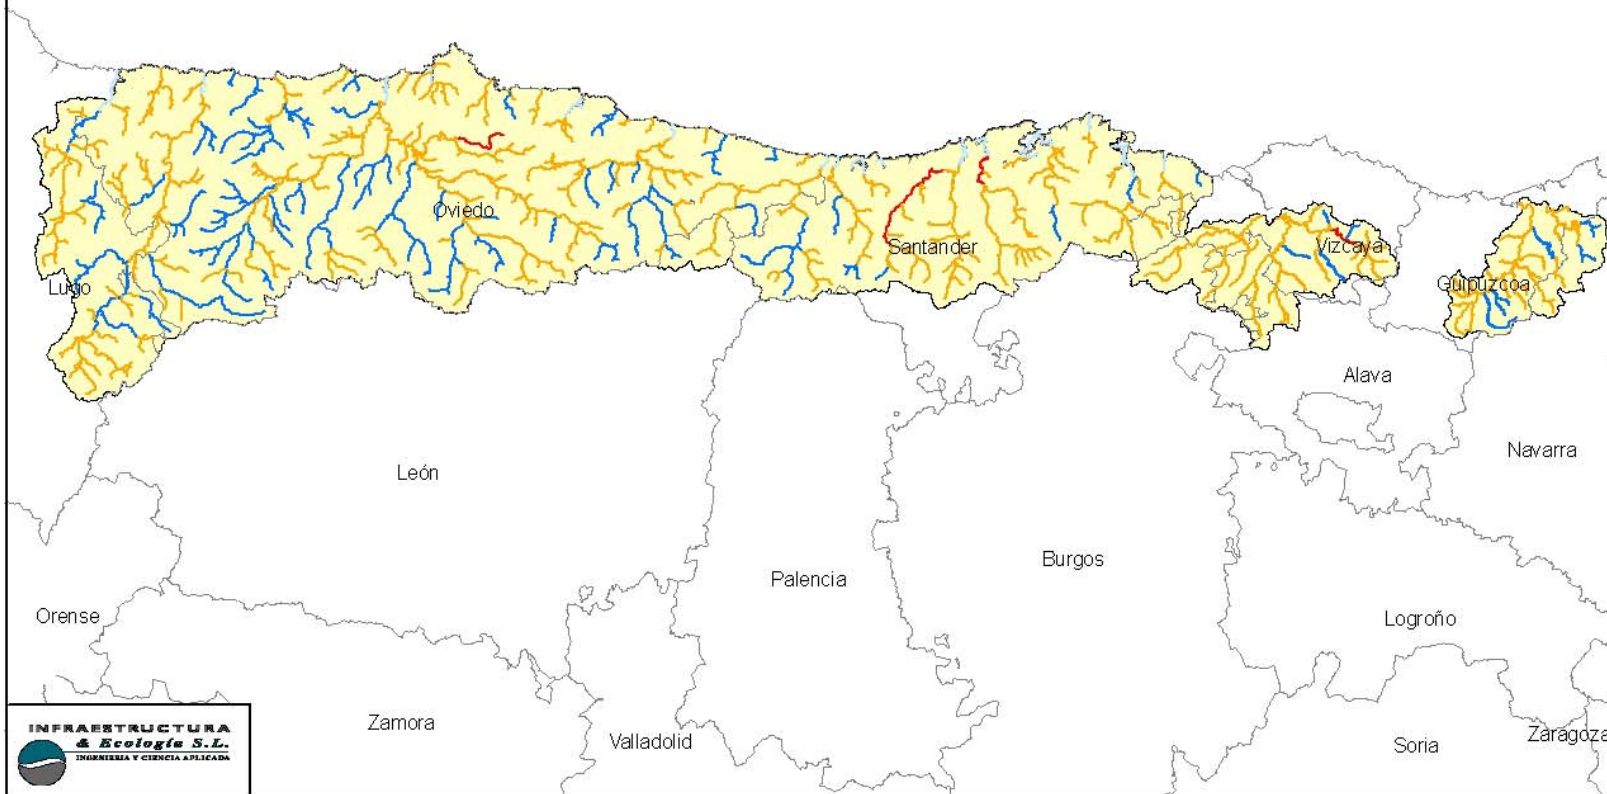 Oviedo
Santander
Vizcaya
Lugo
Guipúzcoa
Alava
León
Navarra
Burgos
Palencia
Orense
Logroño
Zamora
Valladolid
Soria
Zaragoza
INFRAESTRUCTURA
& Ecología S.L.
INGENIERIA Y CIENCIA APLICADA